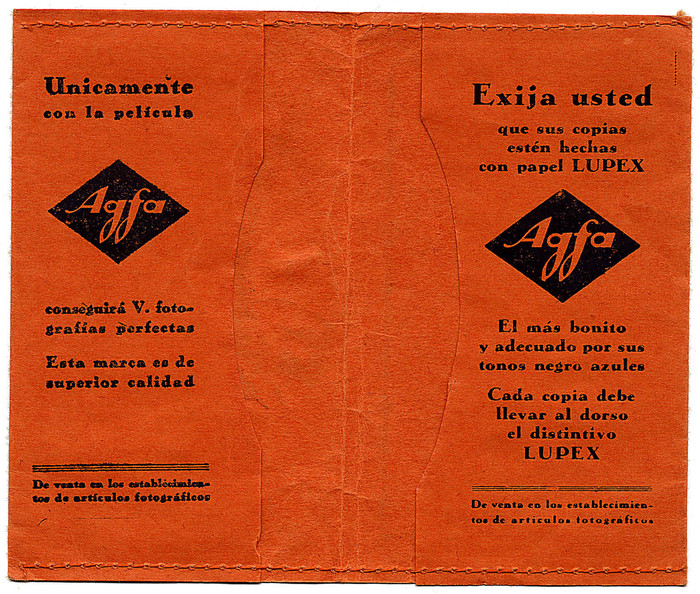 Unicamente
con la película
Agfa
conseguirá V. foto-
grafías perfectas
Esta marca es de
superior calidad
De venta en los establecimien-
tos de artículos fotográficos
Exija usted
que sus copias
estén hechas
con papel LUPEX
Agfa
El más bonito
y adecuado por sus
tonos negro azules
Cada copia debe
llevar al dorso
el distintivo
LUPEX
De venta en los establecimien-
tos de artículos fotográficos